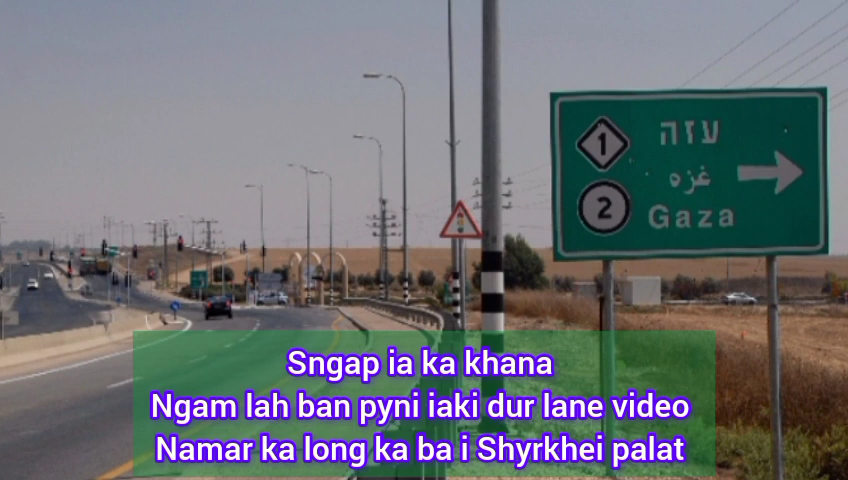 1
עזה
غزه
2
Gaza
Sngap ia ka khana
Ngam lah ban pyni iaki dur lane video
Namar ka long ka ba i Shyrkhei palat